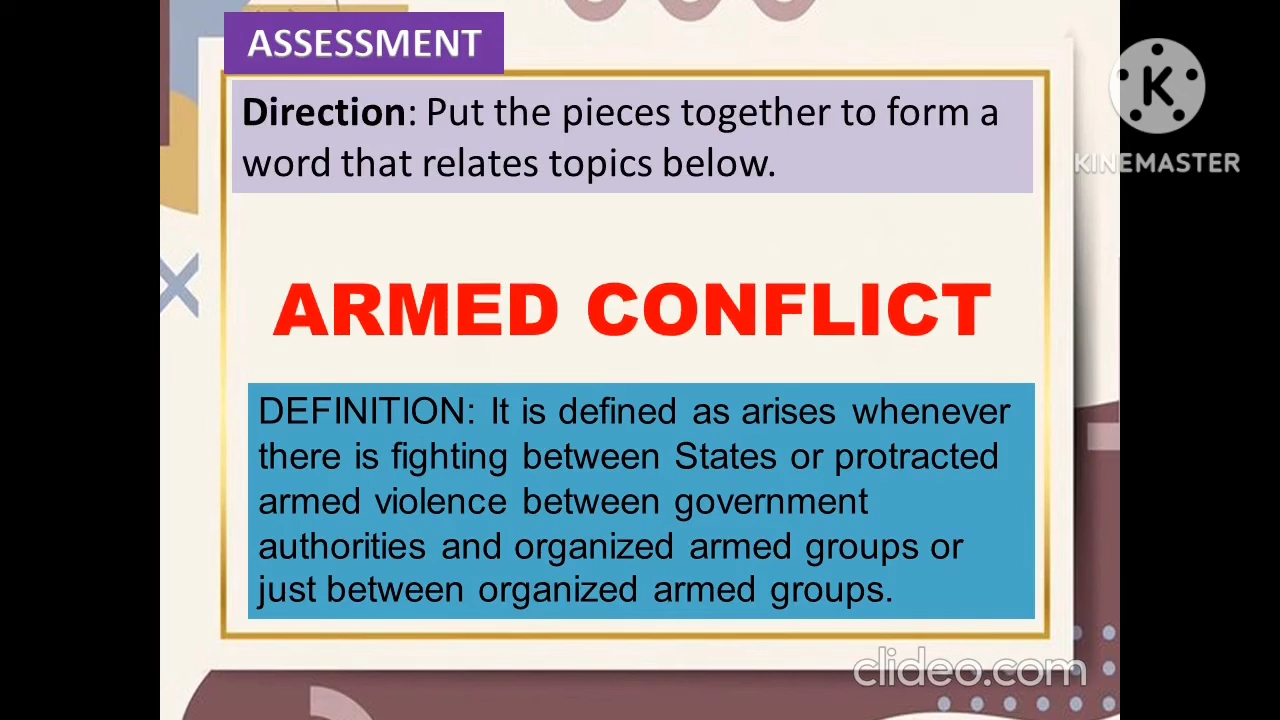 ASSESSMENT
Direction: Put the pieces together to form a
word that relates topics below.
K
KINEMASTER
ARMED CONFLICT
DEFINITION: It is defined as arises whenever
there is fighting between States or protracted
armed violence between government
authorities and organized armed groups or
just between organized armed groups.
clideo.com